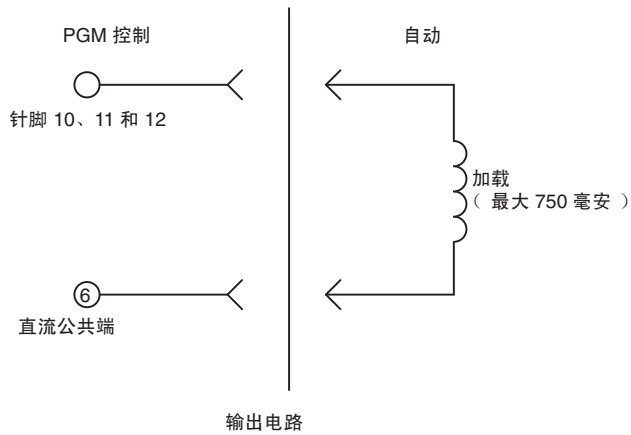 PGM 控制
自动
针脚 10、11 和 12
加载
（ 最大 750 毫安 ）
6
直流公共端
输出电路